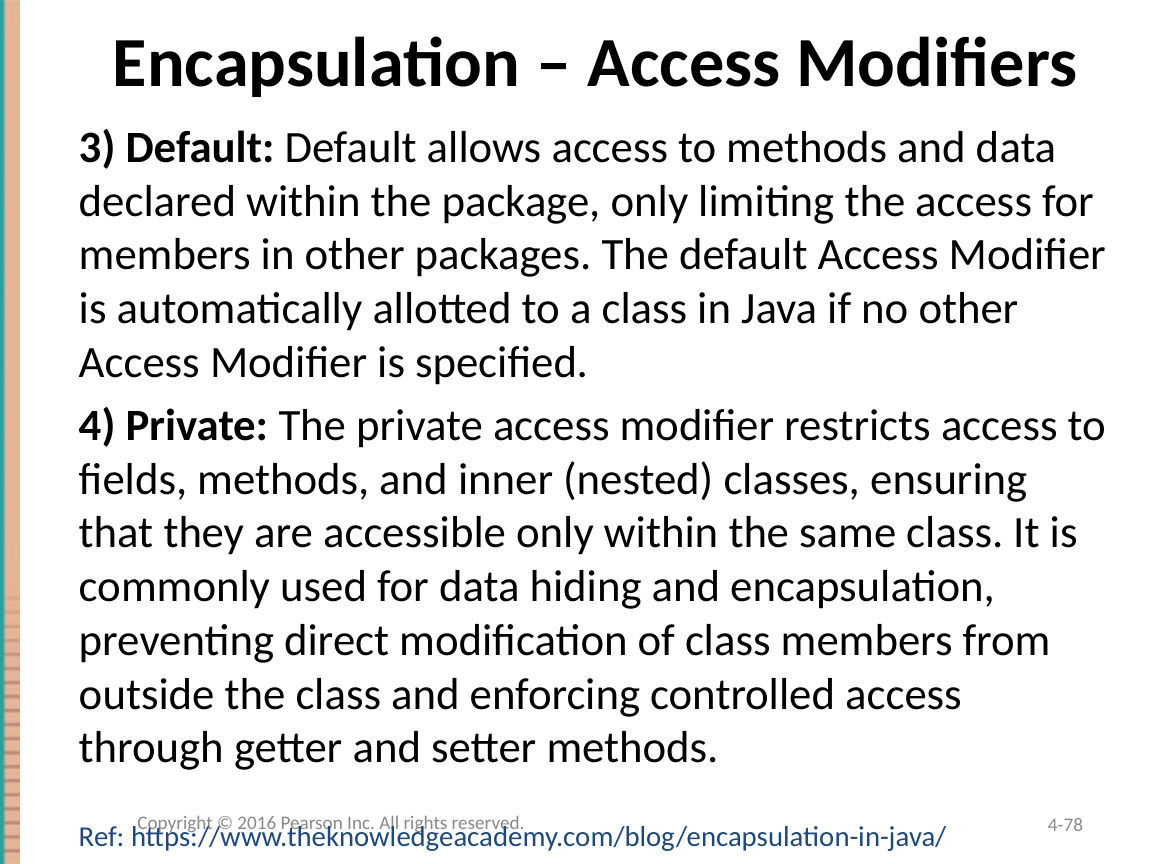 Encapsulation – Access Modifiers
3) Default: Default allows access to methods and data
declared within the package, only limiting the access for
members in other packages. The default Access Modifier
is automatically allotted to a class in Java if no other
Access Modifier is specified.
4) Private: The private access modifier restricts access to
fields, methods, and inner (nested) classes, ensuring
that they are accessible only within the same class. It is
commonly used for data hiding and encapsulation,
preventing direct modification of class members from
outside the class and enforcing controlled access
through getter and setter methods.
Copyright © 2016 Pearson Inc. All rights reserved.
4-78
Ref: https://www.theknowledgeacademy.com/blog/encapsulation-in-java/